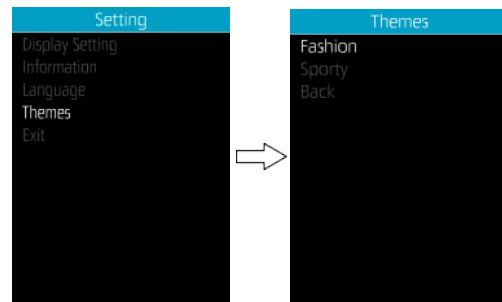 Setting
Display Setting
Information
Language
Themes
Exit
Themes
Fashion
Sporty
Back